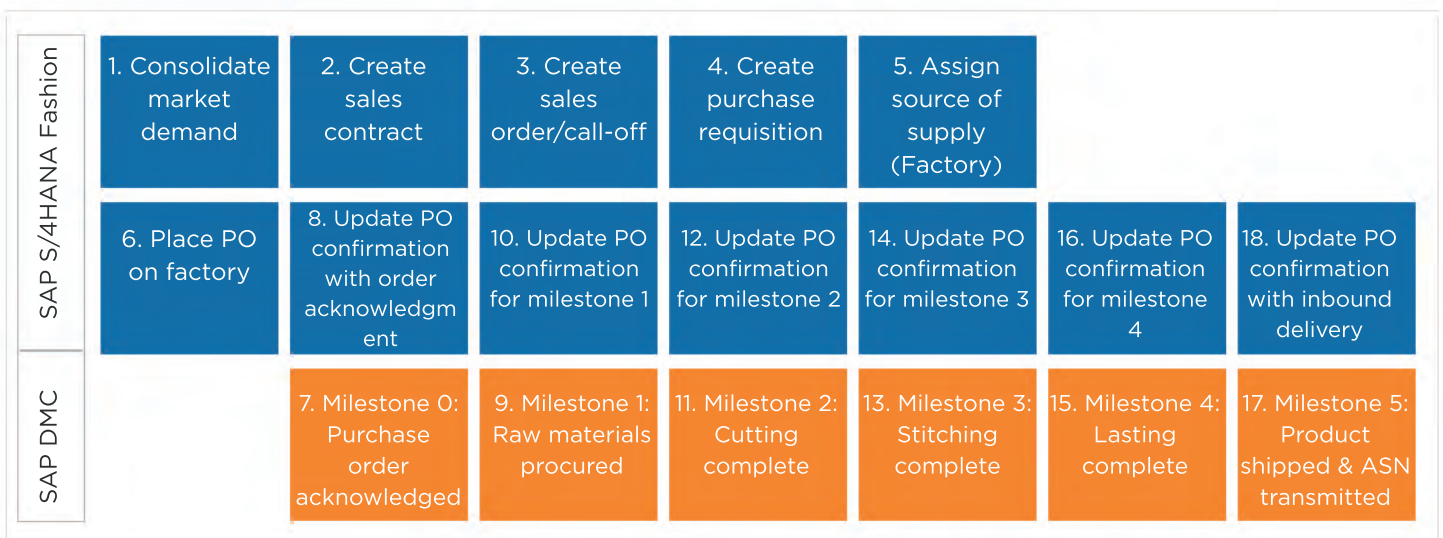 SAP S/4HANA Fashion
1. Consolidate
market
demand
2. Create
sales
contract
3. Create
sales
order/call-off
4. Create
purchase
requisition
5. Assign
source of
supply
(Factory)
6. Place PO
on factory
8. Update PO
confirmation
with order
acknowledgm
ent
10. Update PO
confirmation
for milestone 1
12. Update PO
confirmation
for milestone 2
14. Update PO
confirmation
for milestone 3
16. Update PO
confirmation
for milestone
4
18. Update PO
confirmation
with inbound
delivery
SAP DMC
7. Milestone 0:
Purchase
order
acknowledged
9. Milestone 1:
Raw materials
procured
11. Milestone 2:
Cutting
complete
13. Milestone 3:
Stitching
complete
15. Milestone 4:
Lasting
complete
17. Milestone 5:
Product
shipped & ASN
transmitted